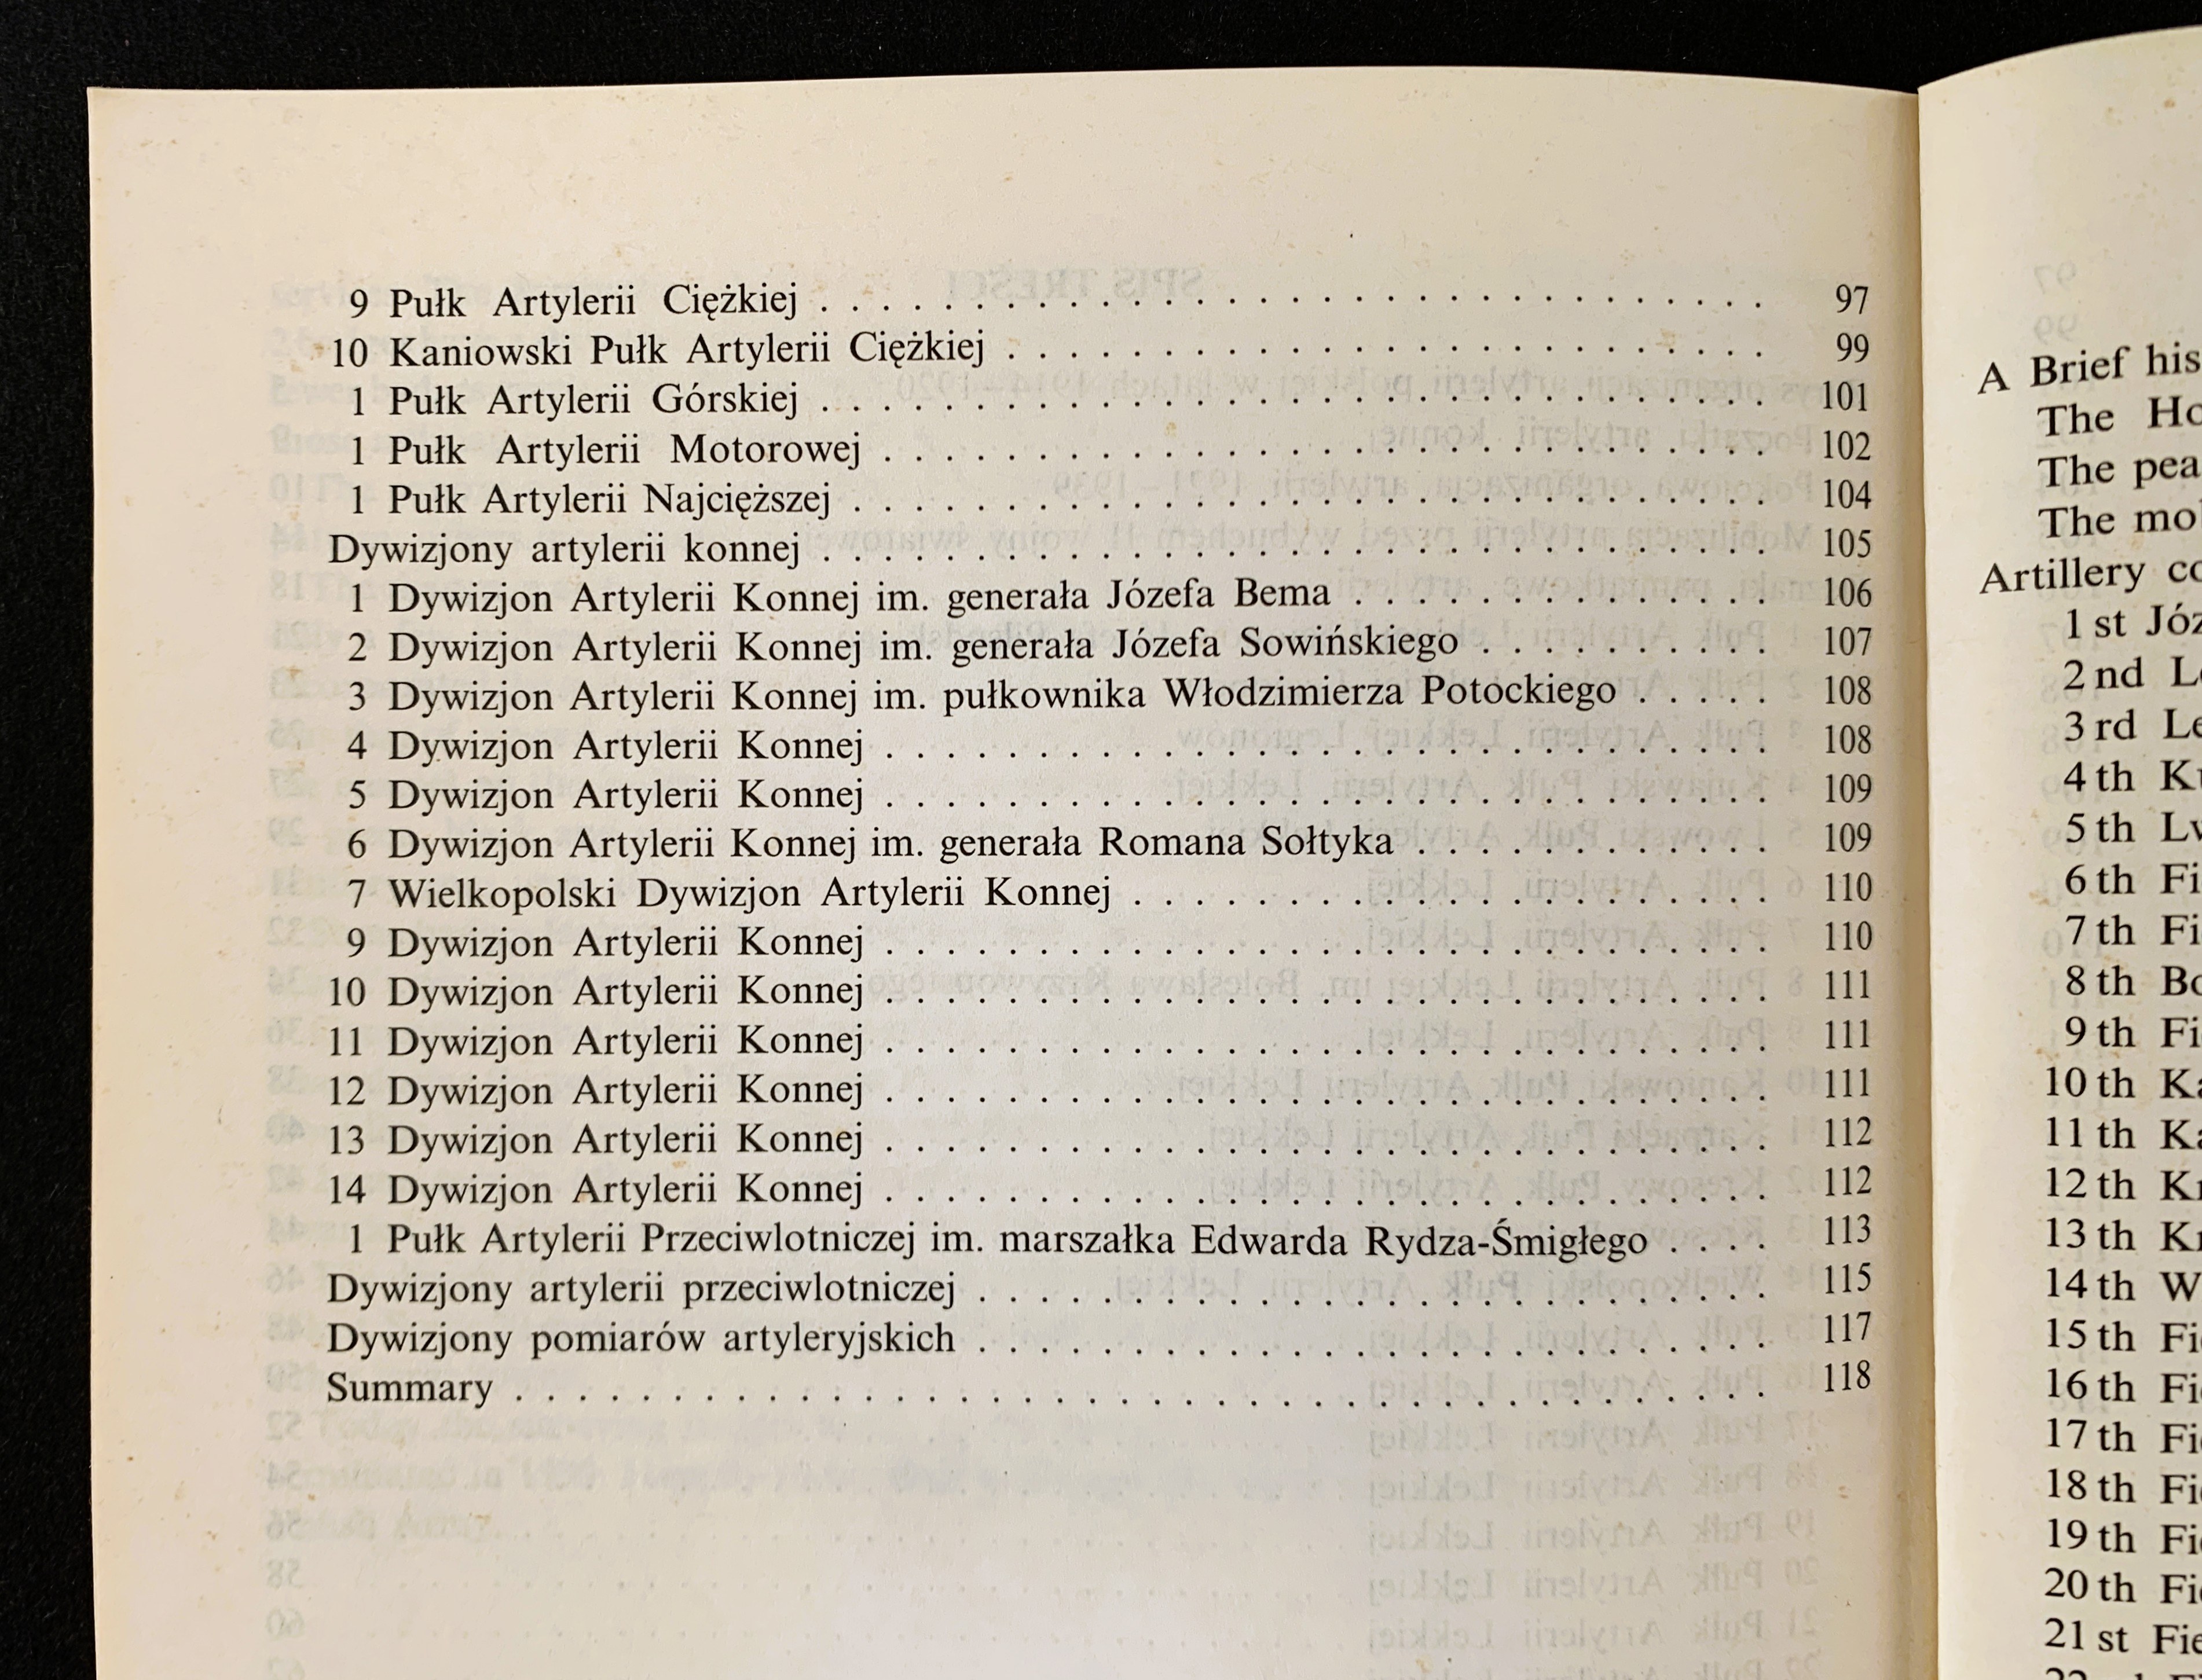 9 Pułk Artylerii Ciężkiej . . . . . . . . . . . . . . . . . . . . . . . . . . . . . . . 97
10 Kaniowski Pułk Artylerii Ciężkiej . . . . . . . . . . . . . . . . . . . . . . . . . 99
1 Pułk Artylerii Górskiej . . . . . . . . . . . . . . . . . . . . . . . . . . . . . . . 101
1 Pułk Artylerii Motorowej . . . . . . . . . . . . . . . . . . . . . . . . . . . . . 102
1 Pułk Artylerii Najcięższej . . . . . . . . . . . . . . . . . . . . . . . . . . . . . . 104
Dywizjony artylerii konnej . . . . . . . . . . . . . . . . . . . . . . . . . . . . . . . 105
1 Dywizjon Artylerii Konnej im. generała Józefa Bema . . . . . . . . . . . . . . 106
2 Dywizjon Artylerii Konnej im. generała Józefa Sowińskiego . . . . . . . . . . 107
3 Dywizjon Artylerii Konnej im. pułkownika Włodzimierza Potockiego . . . . . 108
4 Dywizjon Artylerii Konnej . . . . . . . . . . . . . . . . . . . . . . . . . . . . . 108
5 Dywizjon Artylerii Konnej . . . . . . . . . . . . . . . . . . . . . . . . . . . . . 109
6 Dywizjon Artylerii Konnej im. generała Romana Sołtyka . . . . . . . . . . . . 109
7 Wielkopolski Dywizjon Artylerii Konnej . . . . . . . . . . . . . . . . . . . . . 110
9 Dywizjon Artylerii Konnej . . . . . . . . . . . . . . . . . . . . . . . . . . . . . 110
10 Dywizjon Artylerii Konnej . . . . . . . . . . . . . . . . . . . . . . . . . . . . . 111
11 Dywizjon Artylerii Konnej . . . . . . . . . . . . . . . . . . . . . . . . . . . . . 111
12 Dywizjon Artylerii Konnej . . . . . . . . . . . . . . . . . . . . . . . . . . . . . 111
13 Dywizjon Artylerii Konnej . . . . . . . . . . . . . . . . . . . . . . . . . . . . . 112
14 Dywizjon Artylerii Konnej . . . . . . . . . . . . . . . . . . . . . . . . . . . . . 112
1 Pułk Artylerii Przeciwlotniczej im. marszałka Edwarda Rydza-Śmigłego . . . . 113
Dywizjony artylerii przeciwlotniczej . . . . . . . . . . . . . . . . . . . . . . . . . . 115
Dywizjony pomiarów artyleryjskich . . . . . . . . . . . . . . . . . . . . . . . . . . 117
Summary . . . . . . . . . . . . . . . . . . . . . . . . . . . . . . . . . . . . . . . . . 118
A Brief his
The Ho
The pea
The mo
Artillery co
1 st Józ
2 nd Le
3 rd Le
4 th Ku
5 th Lw
6 th Fi
7 th Fi
8 th Bo
9 th Fi
10 th Ka
11 th Ka
12 th Kr
13 th Kr
14 th W
15 th Fi
16 th Fi
17 th Fi
18 th Fi
19 th Fi
20 th Fi
21 st Fie